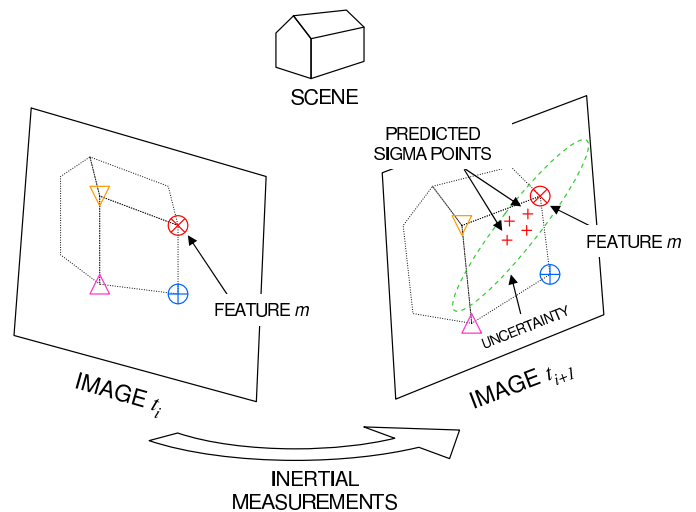 SCENE
PREDICTED
SIGMA POINTS
FEATURE m
FEATURE m
UNCERTAINTY
IMAGE t_i
IMAGE t_{i+1}
INERTIAL
MEASUREMENTS